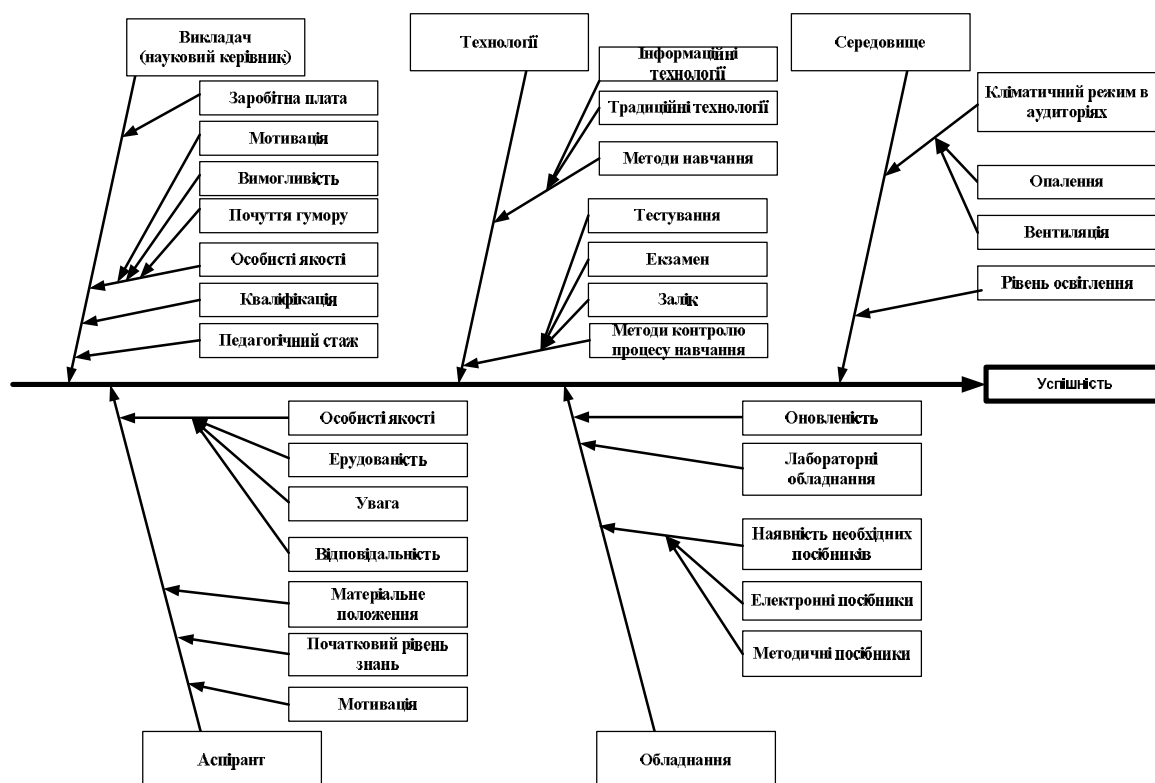 Викладач
(науковий керівник)
Заробітна плата
Мотивація
Вимогливість
Почуття гумору
Особисті якості
Кваліфікація
Педагогічний стаж
Технології
Інформаційні
технології
Традиційні технології
Методи навчання
Тестування
Екзамен
Залік
Методи контролю
процесу навчання
Середовище
Кліматичний режим в
аудиторіях
Опалення
Вентиляція
Рівень освітлення
Успішність
Особисті якості
Ерудованість
Увага
Відповідальність
Матеріальне
положення
Початковий рівень
знань
Мотивація
Аспірант
Оновленість
Лабораторні
обладнання
Наявність необхідних
посібників
Електронні посібники
Методичні посібники
Обладнання